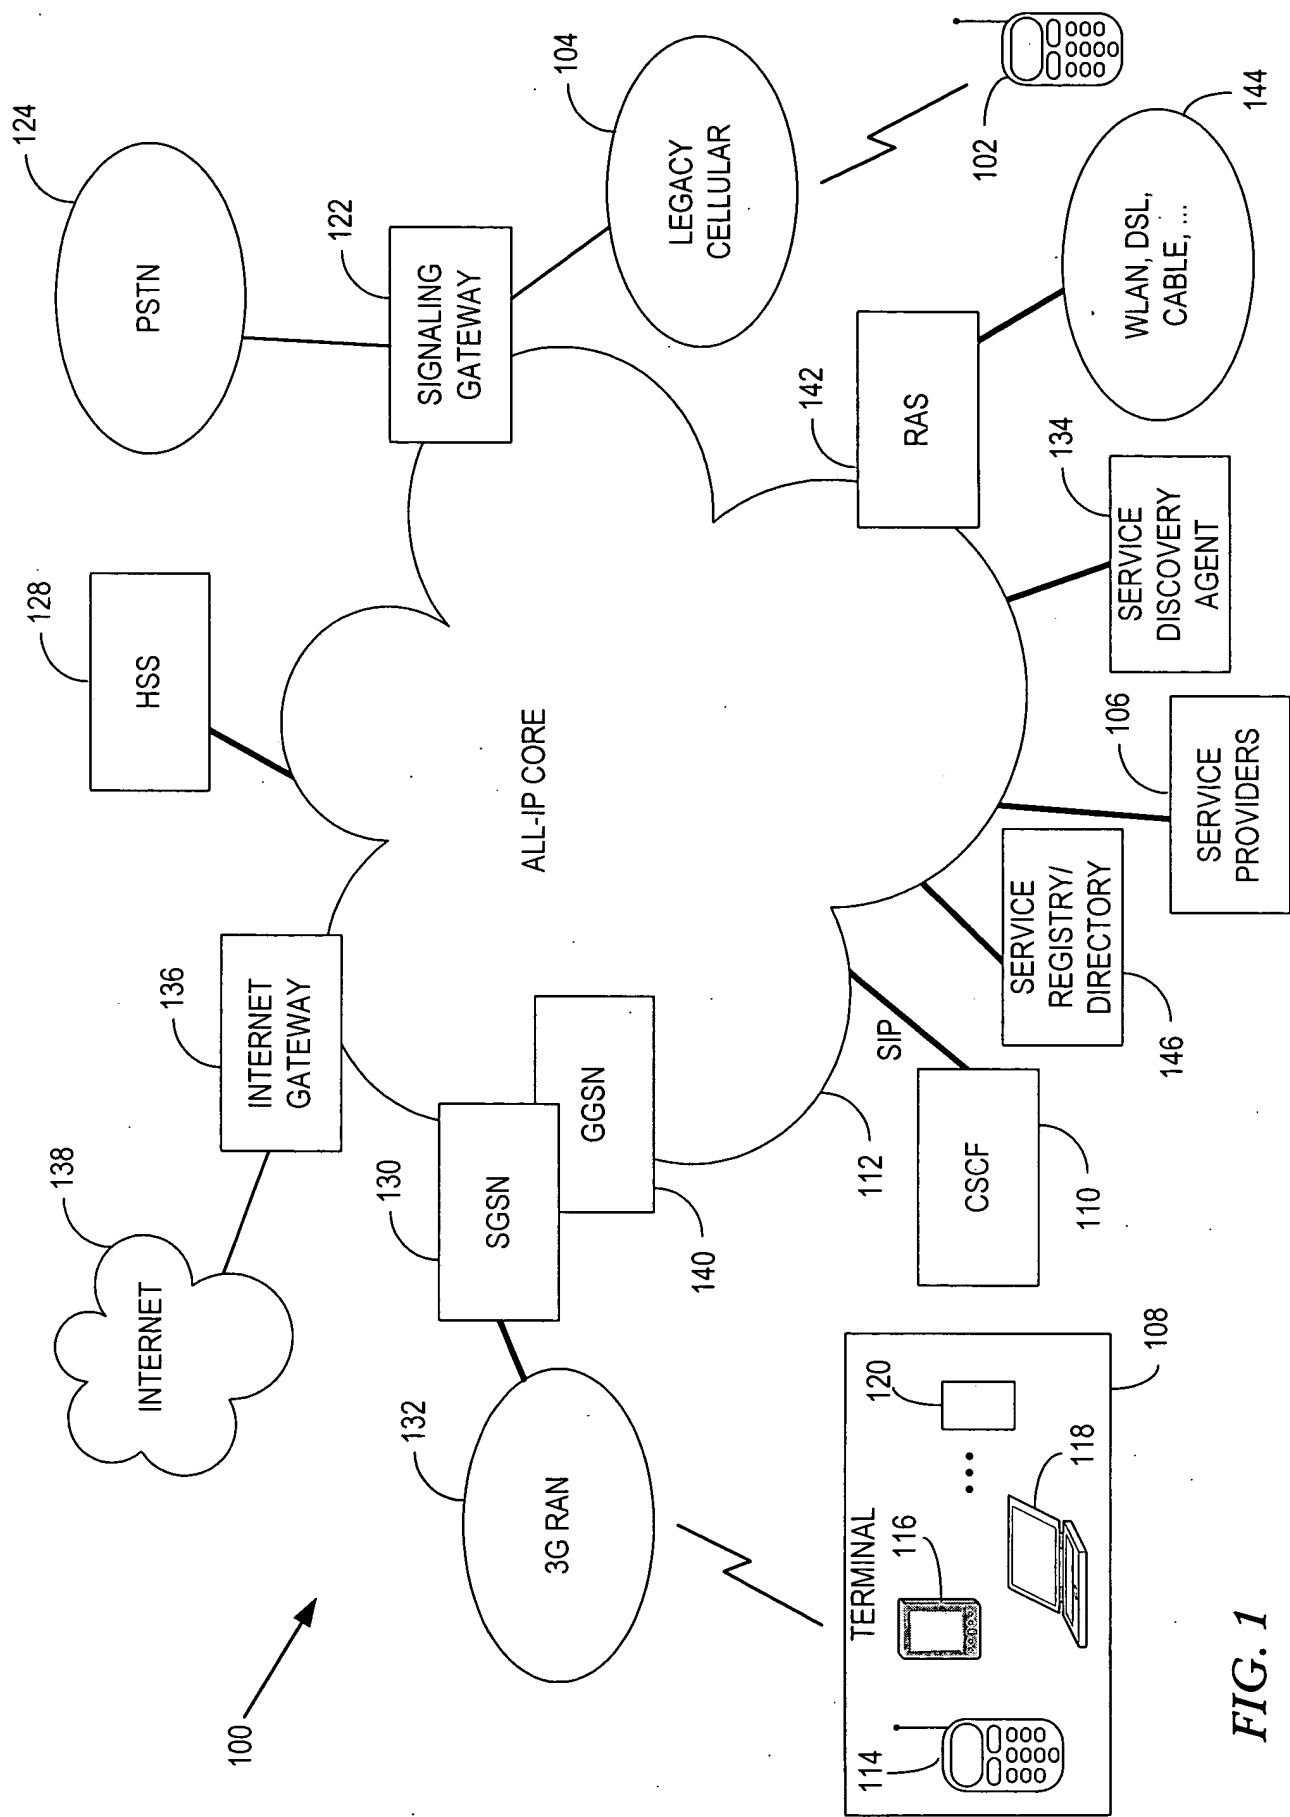 100
INTERNET
138
INTERNET
GATEWAY
136
HSS
128
PSTN
124
SIGNALING
GATEWAY
122
LEGACY
CELLULAR
104
102
3G RAN
132
SGSN
130
GGSN
140
ALL-IP CORE
112
RAS
142
WLAN, DSL,
CABLE, ...
144
TERMINAL
114
116
118
120
108
CSCF
110
SIP
SERVICE
REGISTRY/
DIRECTORY
146
SERVICE
PROVIDERS
106
SERVICE
DISCOVERY
AGENT
134
FIG. 1